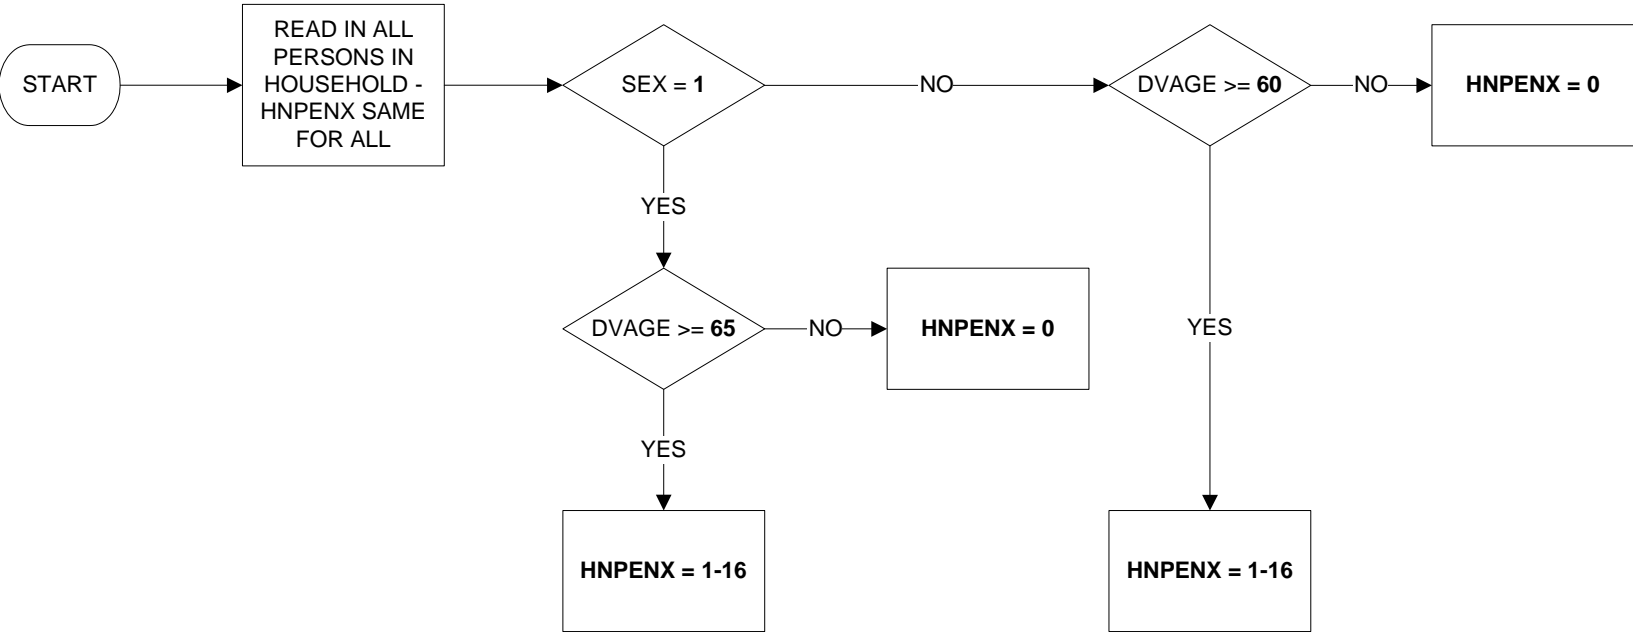 START
READ IN ALL
PERSONS IN
HOUSEHOLD -
HNPENX SAME
FOR ALL
SEX = 1
NO
DVAGE >= 60
NO
HNPENX = 0
YES
DVAGE >= 65
NO
HNPENX = 0
YES
YES
HNPENX = 1-16
HNPENX = 1-16